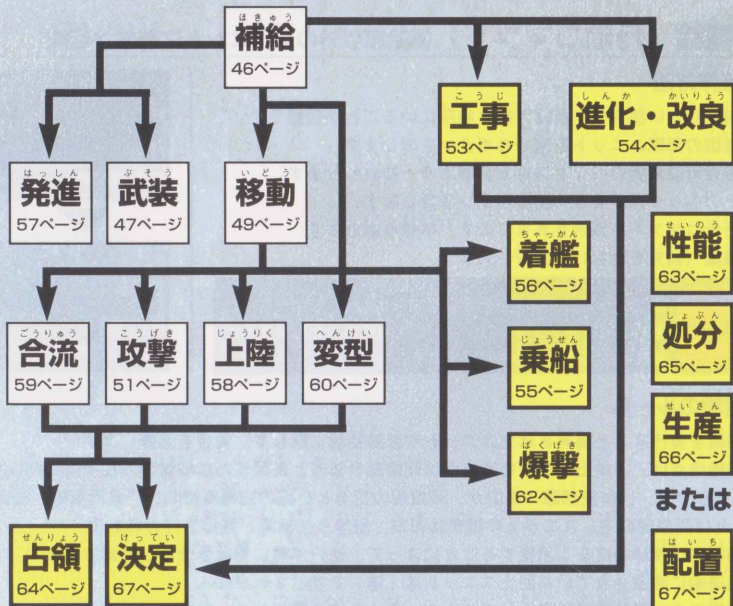 ほきゅう
補給
46ページ
こうじ
工事
53ページ
しんか かいりょう
進化・改良
54ページ
はっしん
発進
57ページ
ぶそう
武装
47ページ
いどう
移動
49ページ
ちゃっかん
着艦
56ページ
せいのう
性能
63ページ
ごうりゅう
合流
59ページ
こうげき
攻撃
51ページ
じょうりく
上陸
58ページ
へんけい
変型
60ページ
じょうせん
乗船
55ページ
しょぶん
処分
65ページ
ばくげき
爆撃
62ページ
せいさん
生産
66ページ
または
せんりょう
占領
64ページ
けってい
決定
67ページ
はいち
配置
67ページ